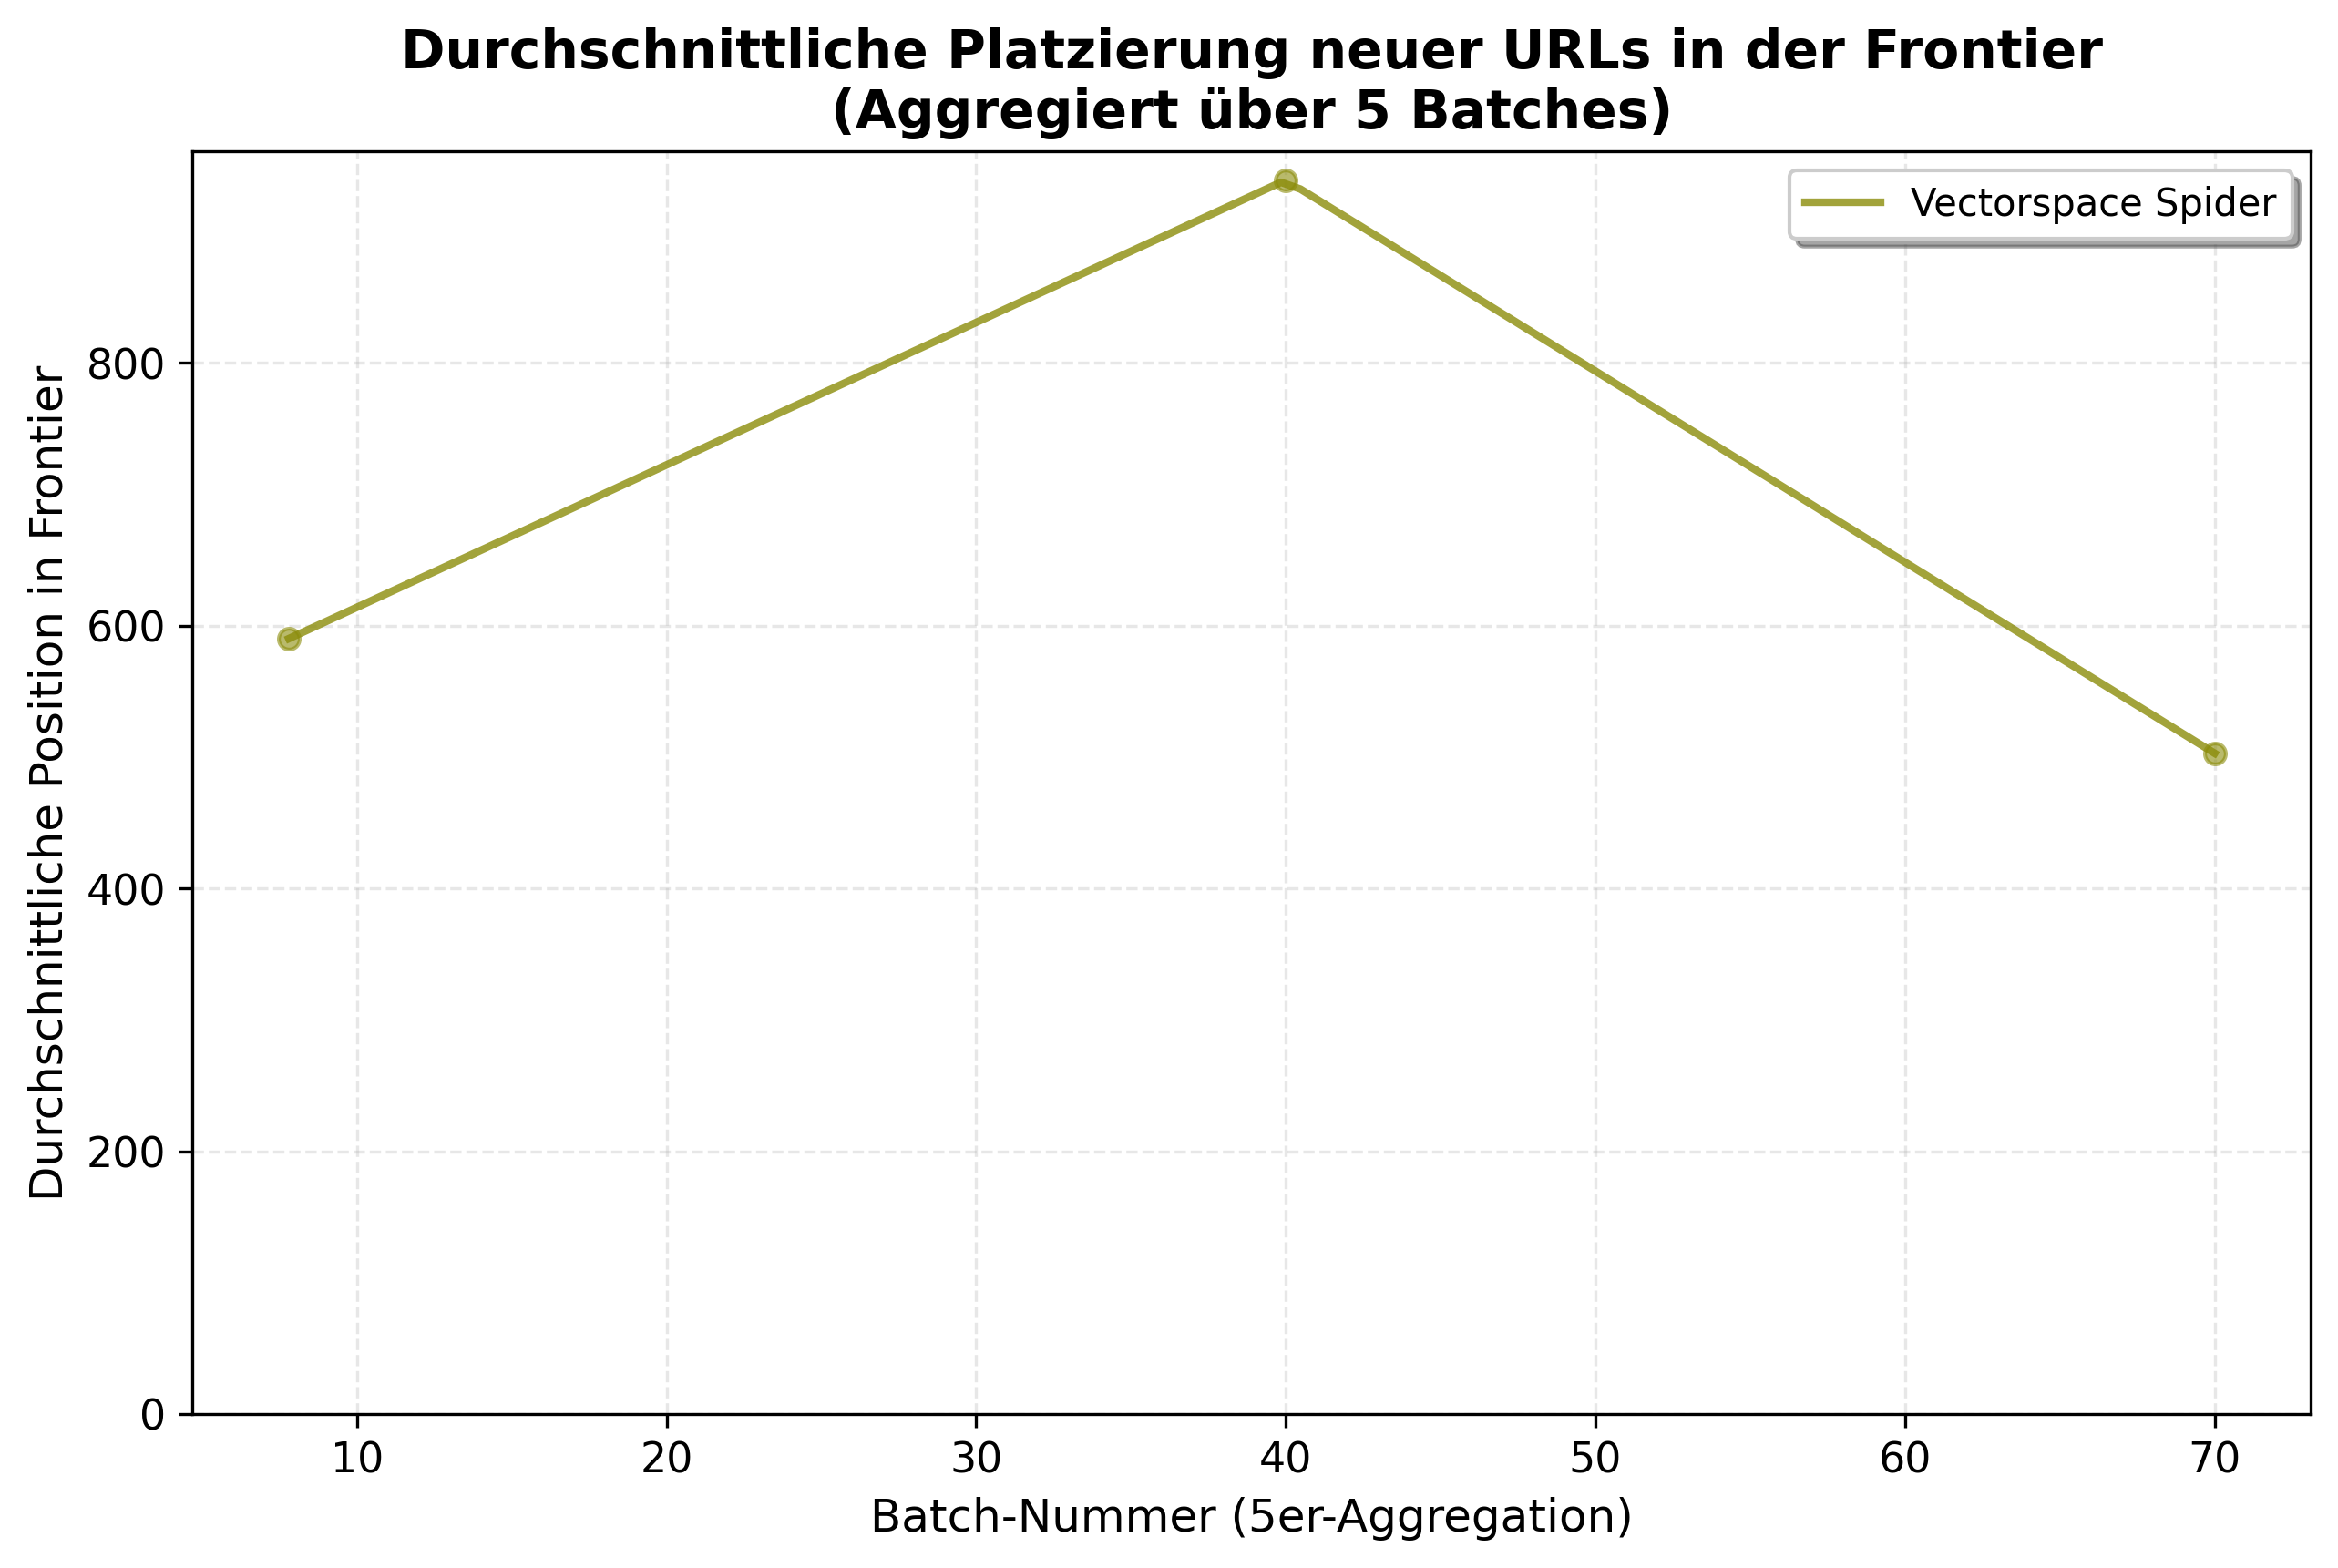 Durchschnittliche Platzierung neuer URLs in der Frontier
(Aggregiert über 5 Batches)
Vectorspace Spider
Durchschnittliche Position in Frontier
800
600
400
200
0
10 20 30 40 50 60 70
Batch-Nummer (5er-Aggregation)